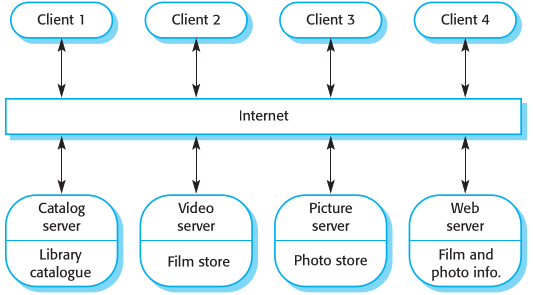 Client 1
Client 2
Client 3
Client 4
Internet
Catalog
server
Library
catalogue
Video
server
Film store
Picture
server
Photo store
Web
server
Film and
photo info.